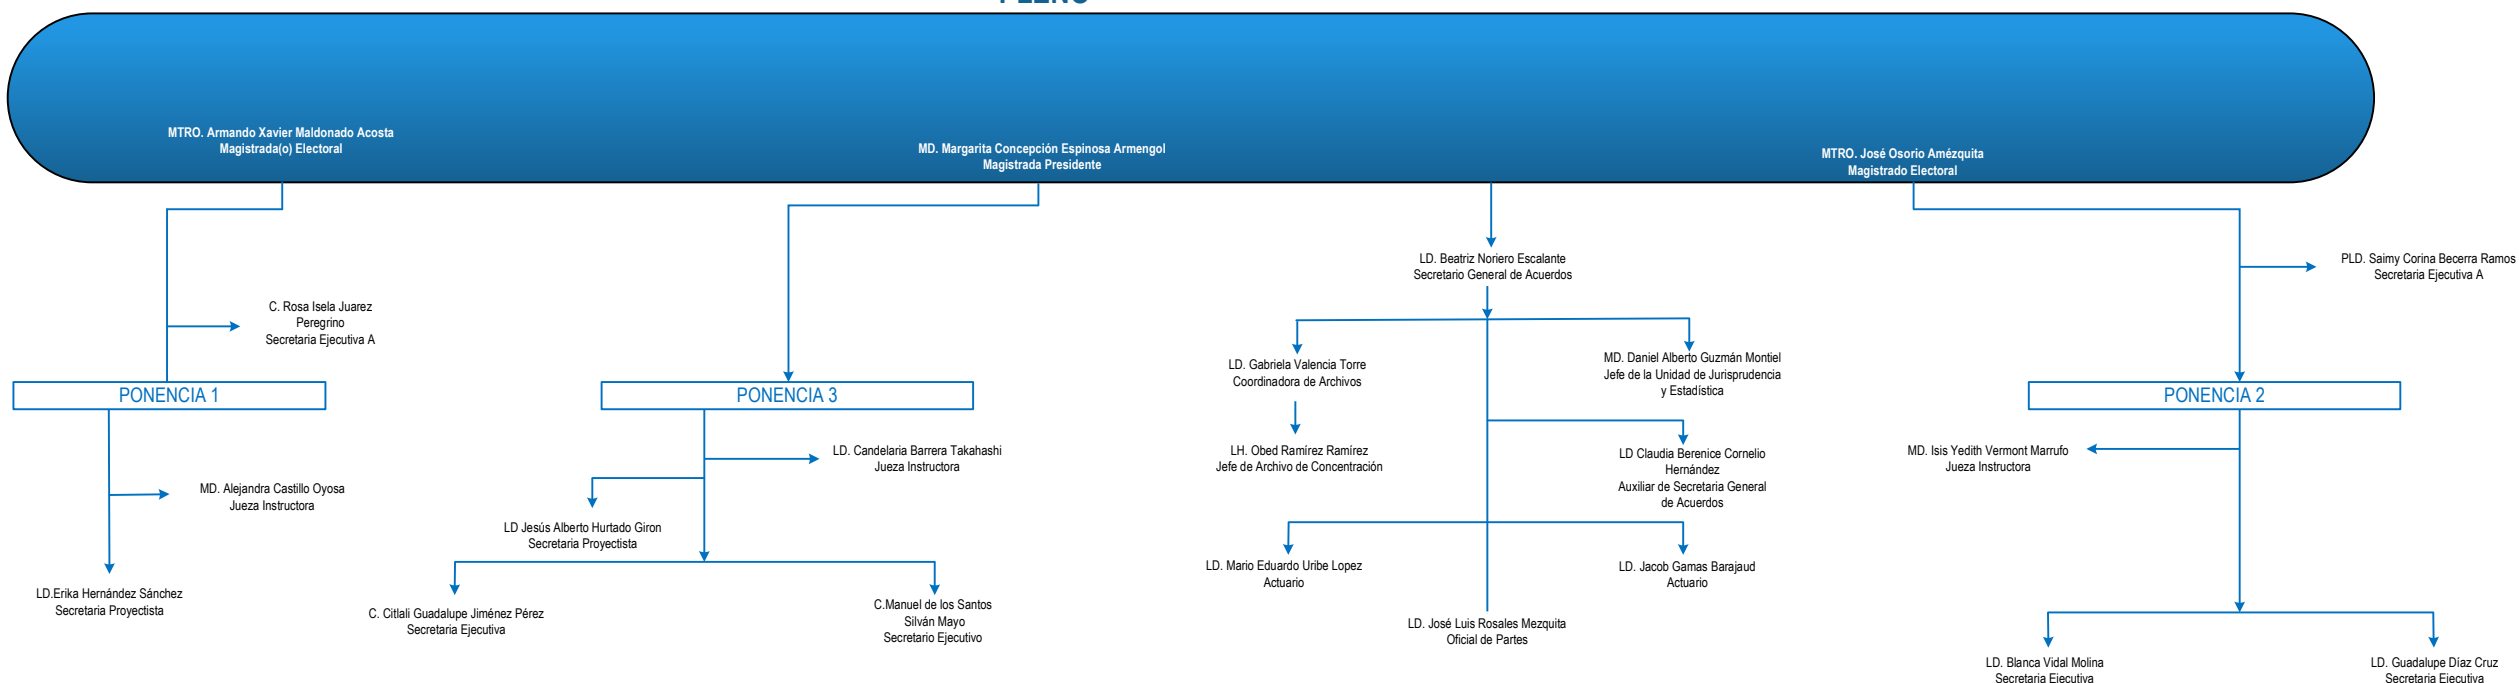 PLENO
MTRO. Armando Xavier Maldonado Acosta
Magistrada(o) Electoral
MD. Margarita Concepción Espinosa Armengol
Magistrada Presidente
MTRO. José Osorio Amézquita
Magistrado Electoral
LD. Beatriz Noriero Escalante
Secretario General de Acuerdos
PLD. Saimy Corina Becerra Ramos
Secretaria Ejecutiva A
C. Rosa Isela Juarez
Peregrino
Secretaria Ejecutiva A
LD. Gabriela Valencia Torre
Coordinadora de Archivos
MD. Daniel Alberto Guzmán Montiel
Jefe de la Unidad de Jurisprudencia
y Estadística
PONENCIA 1
PONENCIA 3
PONENCIA 2
LD. Candelaria Barrera Takahashi
Jueza Instructora
LH. Obed Ramírez Ramírez
Jefe de Archivo de Concentración
LD Claudia Berenice Cornelio
Hernández
Auxiliar de Secretaria General
de Acuerdos
MD. Isis Yedith Vermont Marrufo
Jueza Instructora
MD. Alejandra Castillo Oyosa
Jueza Instructora
LD Jesús Alberto Hurtado Giron
Secretaria Proyectista
LD. Mario Eduardo Uribe Lopez
Actuario
LD. Jacob Gamas Barajaud
Actuario
LD.Erika Hernández Sánchez
Secretaria Proyectista
C. Citlali Guadalupe Jiménez Pérez
Secretaria Ejecutiva
C.Manuel de los Santos
Silván Mayo
Secretario Ejecutivo
LD. José Luis Rosales Mezquita
Oficial de Partes
LD. Blanca Vidal Molina
Secretaria Ejecutiva
LD. Guadalupe Díaz Cruz
Secretaria Ejecutiva